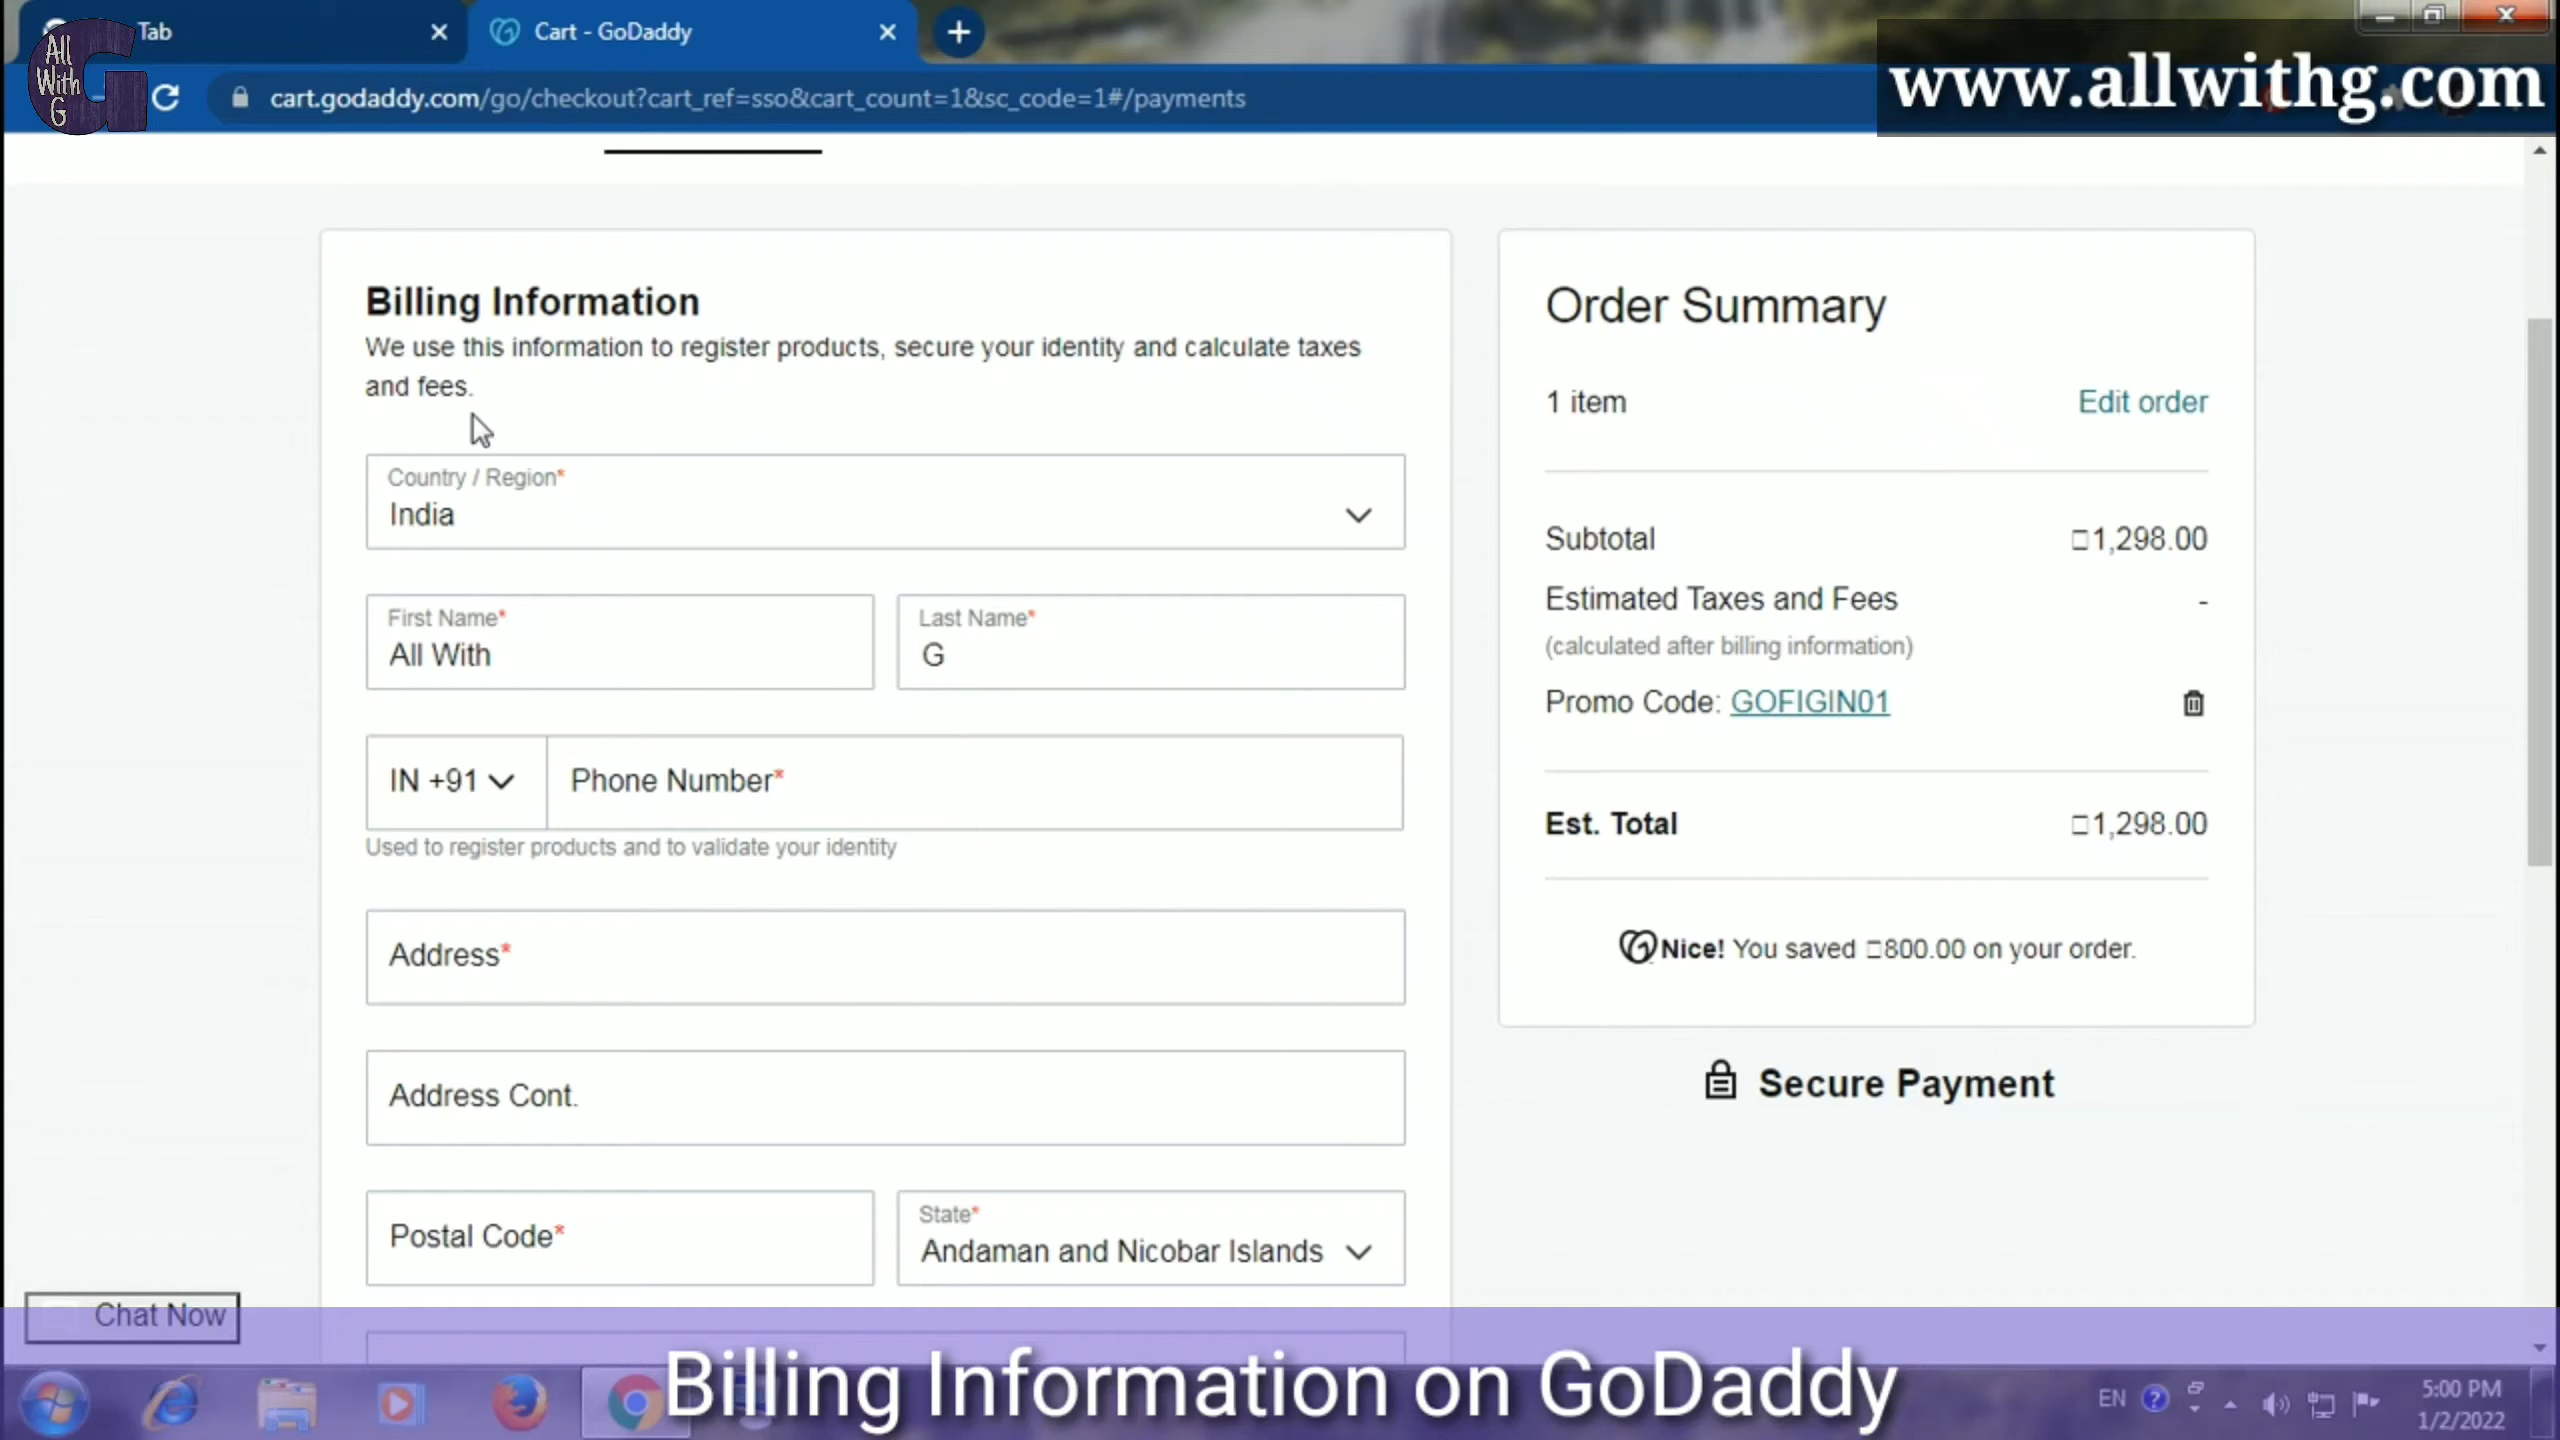 All
With
G
Tab
Cart - GoDaddy
cart.godaddy.com/go/checkout?cart_ref=sso&cart_count=1&sc_code=1#/payments
www.allwithg.com
Billing Information
We use this information to register products, secure your identity and calculate taxes
and fees.
Country / Region*
India
First Name*
All With
Last Name*
G
IN +91
Phone Number*
Used to register products and to validate your identity
Address*
Address Cont.
Postal Code*
State*
Andaman and Nicobar Islands
Order Summary
1 item
Edit order
Subtotal
□1,298.00
Estimated Taxes and Fees
-
(calculated after billing information)
Promo Code: GOFIGIN01
Est. Total
□1,298.00
Nice! You saved □800.00 on your order.
Secure Payment
Chat Now
Billing Information on GoDaddy
EN
5:00 PM
1/2/2022